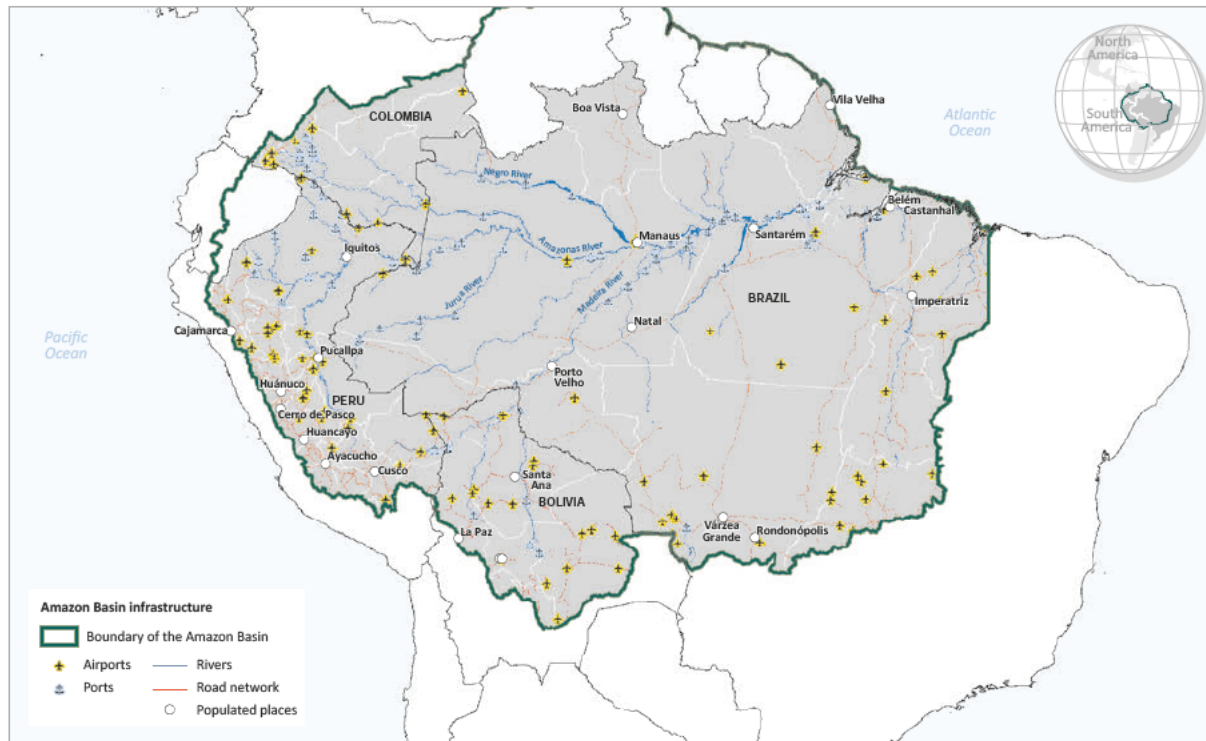 North
America
South
America
Atlantic
Ocean
Pacific
Ocean
COLOMBIA
Boa Vista
Vila Velha
Negro River
Belém
Castanhal
Manaus
Santarém
Iquitos
Amazonas River
Juruá River
Madeira River
BRAZIL
Imperatriz
Cajamarca
Natal
Pucallpa
Porto
Velho
Huánuco
PERU
Cerro de Pasco
Huancayo
Ayacucho
Cusco
Santa
Ana
BOLIVIA
La Paz
Várzea
Grande
Rondonópolis
Amazon Basin infrastructure
Boundary of the Amazon Basin
Airports
Rivers
Ports
Road network
Populated places